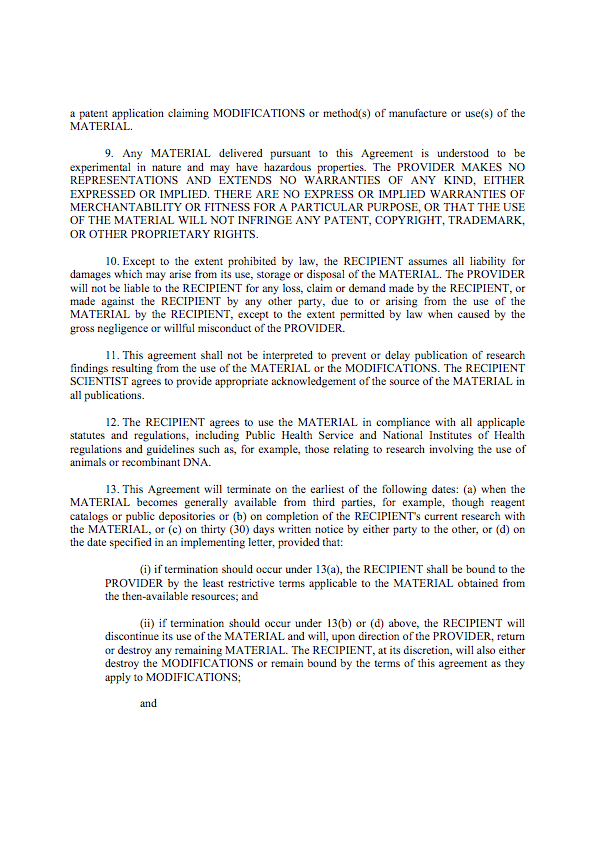 a patent application claiming MODIFICATIONS or method(s) of manufacture or use(s) of the
MATERIAL.
9. Any MATERIAL delivered pursuant to this Agreement is understood to be
experimental in nature and may have hazardous properties. The PROVIDER MAKES NO
REPRESENTATIONS AND EXTENDS NO WARRANTIES OF ANY KIND, EITHER
EXPRESSED OR IMPLIED. THERE ARE NO EXPRESS OR IMPLIED WARRANTIES OF
MERCHANTABILITY OR FITNESS FOR A PARTICULAR PURPOSE, OR THAT THE USE
OF THE MATERIAL WILL NOT INFRINGE ANY PATENT, COPYRIGHT, TRADEMARK,
OR OTHER PROPRIETARY RIGHTS.
10. Except to the extent prohibited by law, the RECIPIENT assumes all liability for
damages which may arise from its use, storage or disposal of the MATERIAL. The PROVIDER
will not be liable to the RECIPIENT for any loss, claim or demand made by the RECIPIENT, or
made against the RECIPIENT by any other party, due to or arising from the use of the
MATERIAL by the RECIPIENT, except to the extent permitted by law when caused by the
gross negligence or willful misconduct of the PROVIDER.
11. This agreement shall not be interpreted to prevent or delay publication of research
findings resulting from the use of the MATERIAL or the MODIFICATIONS. The RECIPIENT
SCIENTIST agrees to provide appropriate acknowledgement of the source of the MATERIAL in
all publications.
12. The RECIPIENT agrees to use the MATERIAL in compliance with all applicaple
statutes and regulations, including Public Health Service and National Institutes of Health
regulations and guidelines such as, for example, those relating to research involving the use of
animals or recombinant DNA.
13. This Agreement will terminate on the earliest of the following dates: (a) when the
MATERIAL becomes generally available from third parties, for example, though reagent
catalogs or public depositories or (b) on completion of the RECIPIENT's current research with
the MATERIAL, or (c) on thirty (30) days written notice by either party to the other, or (d) on
the date specified in an implementing letter, provided that:
(i) if termination should occur under 13(a), the RECIPIENT shall be bound to the
PROVIDER by the least restrictive terms applicable to the MATERIAL obtained from
the then-available resources; and
(ii) if termination should occur under 13(b) or (d) above, the RECIPIENT will
discontinue its use of the MATERIAL and will, upon direction of the PROVIDER, return
or destroy any remaining MATERIAL. The RECIPIENT, at its discretion, will also either
destroy the MODIFICATIONS or remain bound by the terms of this agreement as they
apply to MODIFICATIONS;
and